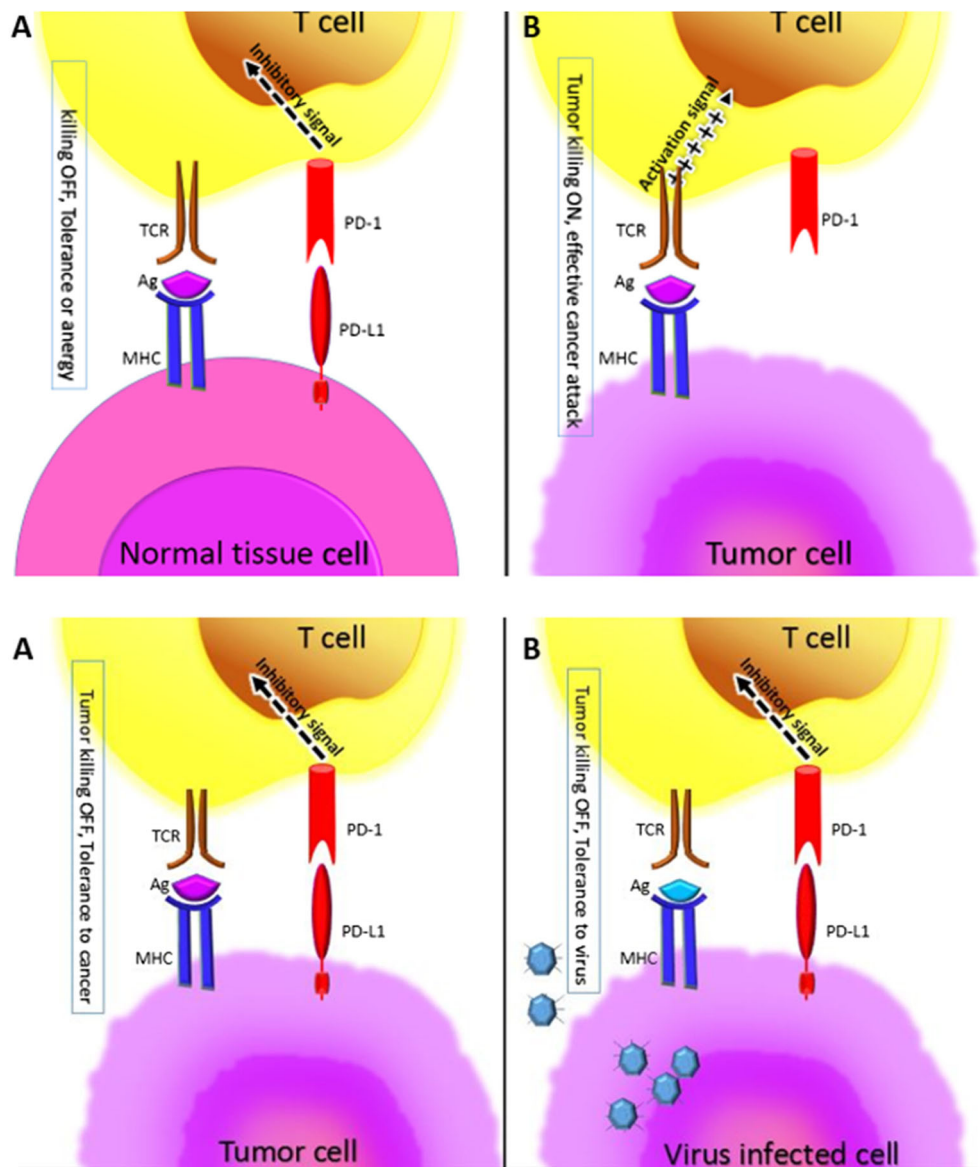 A
T cell
Inhibitory signal
killing OFF, Tolerance or anergy
TCR
PD-1
Ag
PD-L1
MHC
Normal tissue cell
B
T cell
Activation signal
Tumor killing ON, effective cancer attack
TCR
PD-1
Ag
MHC
Tumor cell
A
T cell
Inhibitory signal
Tumor killing OFF, Tolerance to cancer
TCR
PD-1
Ag
PD-L1
MHC
Tumor cell
B
T cell
Inhibitory signal
Tumor killing OFF, Tolerance to virus
TCR
PD-1
Ag
PD-L1
MHC
Virus infected cell